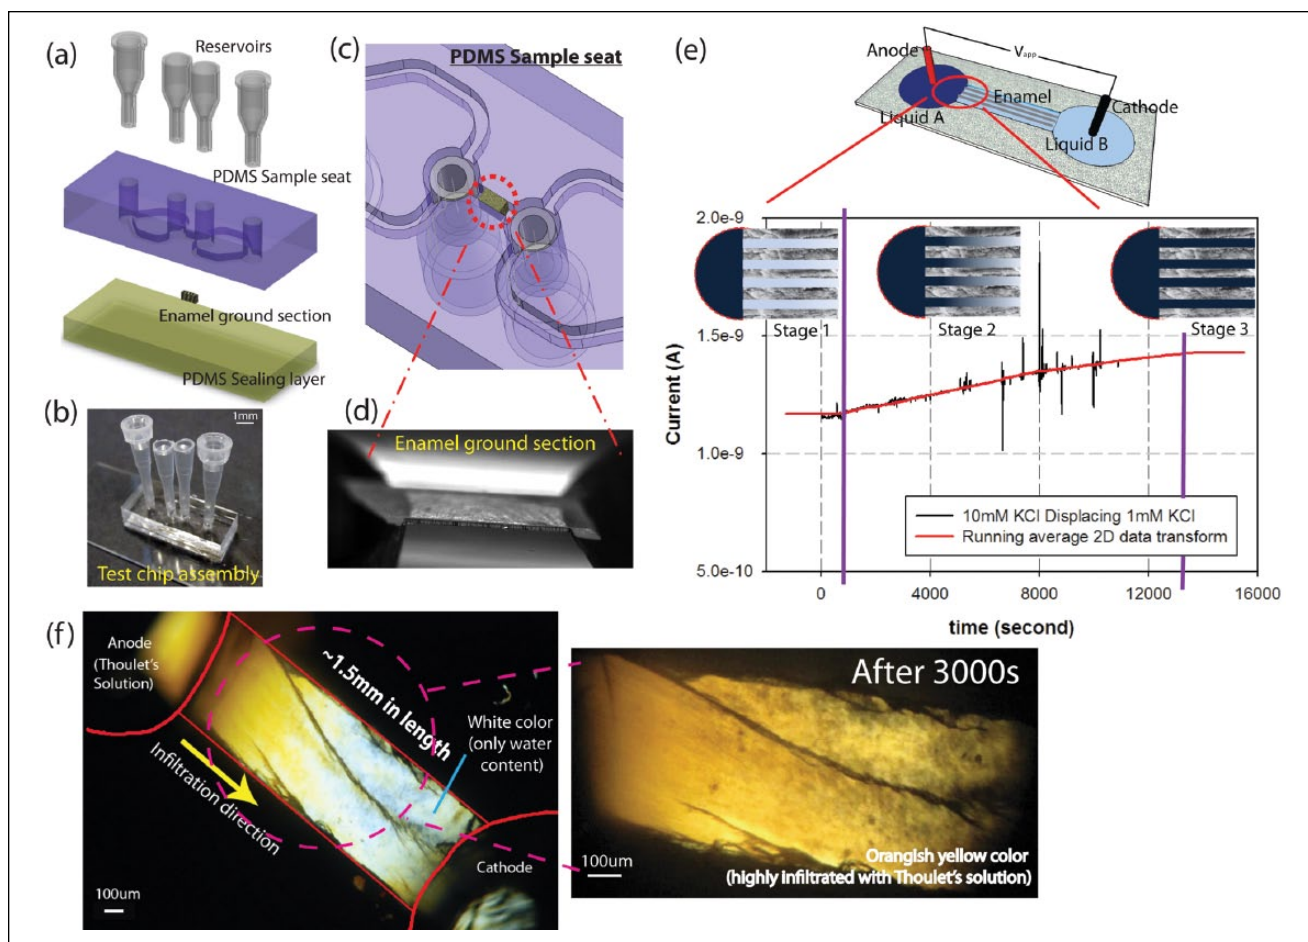 (a)
Reservoirs
PDMS Sample seat
Enamel ground section
PDMS Sealing layer
(b)
1mm
Test chip assembly
(c)
PDMS Sample seat
(d)
Enamel ground section
(e)
Anode
Vapp
Enamel
Cathode
Liquid A
Liquid B
2.0e-9
1.5e-9
1.0e-9
5.0e-10
Current (A)
Stage 1
Stage 2
Stage 3
10mM KCl Displacing 1mM KCl
Running average 2D data transform
0
4000
8000
12000
16000
time (second)
(f)
Anode
(Thoulet's
Solution)
~1.5mm in length
White color
(only water
content)
Infiltration direction
Cathode
100um
After 3000s
100um
Orangish yellow color
(highly infiltrated with Thoulet's solution)